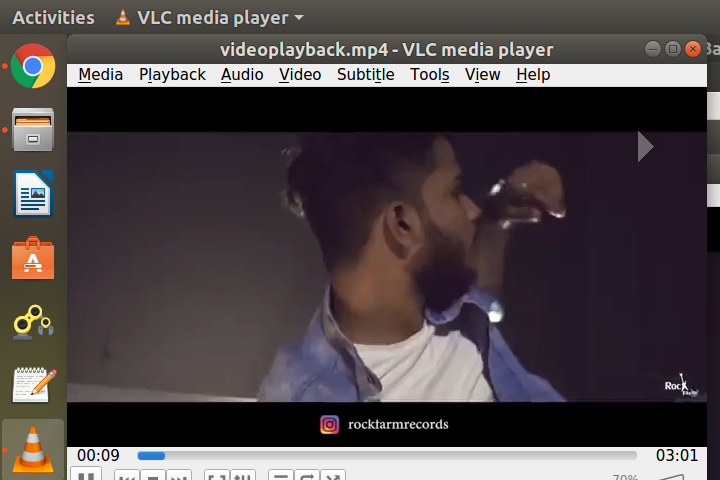 Activities VLC media player
videoplayback.mp4 - VLC media player
Media Playback Audio Video Subtitle Tools View Help
Rock
rockfarmrecords
00:09 03:01
70%